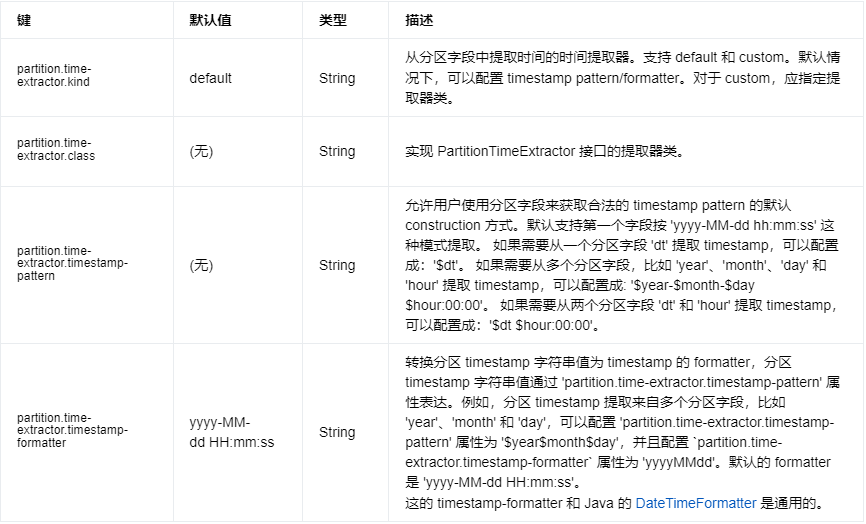 键 默认值 类型 描述
partition.time-
extractor.kind
default
String
从分区字段中提取时间的时间提取器。支持 default 和 custom。默认情
况下，可以配置 timestamp pattern/formatter。对于 custom，应指定提
取器类。
partition.time-
extractor.class
(无)
String
实现 PartitionTimeExtractor 接口的提取器类。
partition.time-
extractor.timestamp-
pattern
(无)
String
允许用户使用分区字段来获取合法的 timestamp pattern 的默认
construction 方式。默认支持第一个字段按 'yyyy-MM-dd hh:mm:ss' 这
种模式提取。 如果需要从一个分区字段 'dt' 提取 timestamp，可以配置
成：'$dt'。 如果需要从多个分区字段，比如 'year'、'month'、'day' 和
'hour' 提取 timestamp，可以配置成: '$year-$month-$day
$hour:00:00'。 如果需要从两个分区字段 'dt' 和 'hour' 提取 timestamp，
可以配置成：'$dt $hour:00:00'。
partition.time-
extractor.timestamp-
formatter
yyyy-MM-
dd HH:mm:ss
String
转换分区 timestamp 字符串值为 timestamp 的 formatter，分区
timestamp 字符串值通过 'partition.time-extractor.timestamp-pattern' 属
性表达。例如，分区 timestamp 提取来自多个分区字段，比如
'year'、'month' 和 'day'，可以配置 'partition.time-extractor.timestamp-
pattern' 属性为 '$year$month$day'，并且配置 `partition.time-
extractor.timestamp-formatter` 属性为 'yyyyMMdd'。默认的 formatter
是 'yyyy-MM-dd HH:mm:ss'。
这的 timestamp-formatter 和 Java 的 DateTimeFormatter 是通用的。